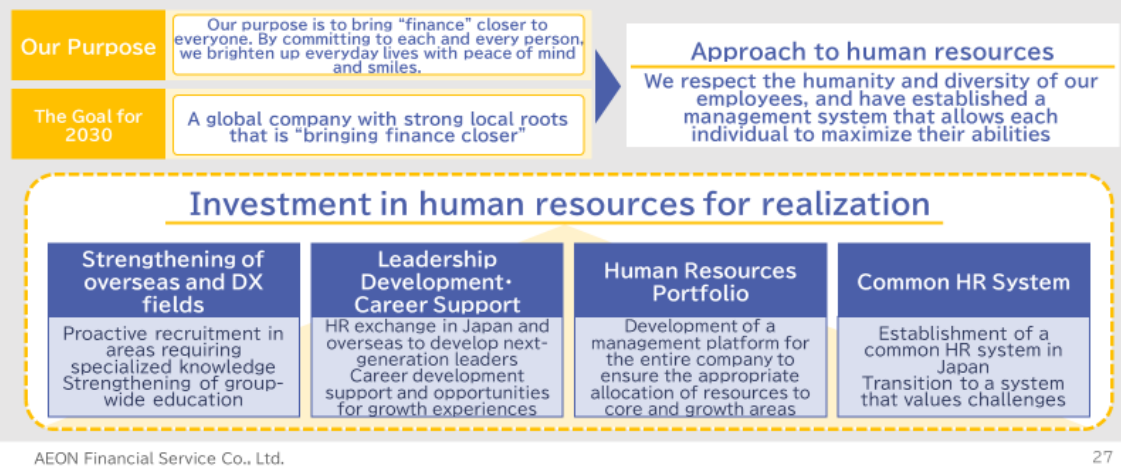 Our Purpose
Our purpose is to bring “finance” closer to
everyone. By committing to each and every person,
we brighten up everyday lives with peace of mind
and smiles.
The Goal for
2030
A global company with strong local roots
that is “bringing finance closer”
Approach to human resources
We respect the humanity and diversity of our
employees, and have established a
management system that allows each
individual to maximize their abilities
Investment in human resources for realization
Strengthening of
overseas and DX
fields
Proactive recruitment in
areas requiring
specialized knowledge
Strengthening of group-
wide education
Leadership
Development･
Career Support
HR exchange in Japan and
overseas to develop next-
generation leaders
Career development
support and opportunities
for growth experiences
Human Resources
Portfolio
Development of a
management platform for
the entire company to
ensure the appropriate
allocation of resources to
core and growth areas
Common HR System
Establishment of a
common HR system in
Japan
Transition to a system
that values challenges
AEON Financial Service Co., Ltd.
27